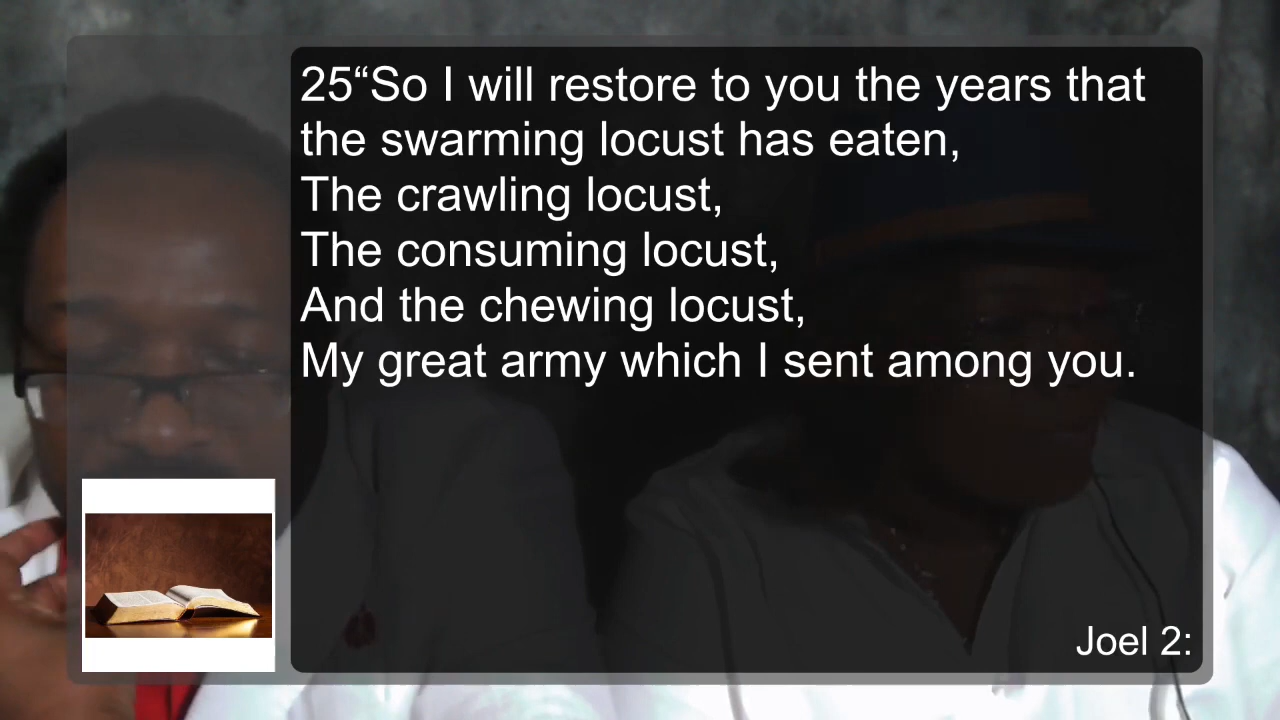 25“So I will restore to you the years that
the swarming locust has eaten,
The crawling locust,
The consuming locust,
And the chewing locust,
My great army which I sent among you.
Joel 2: